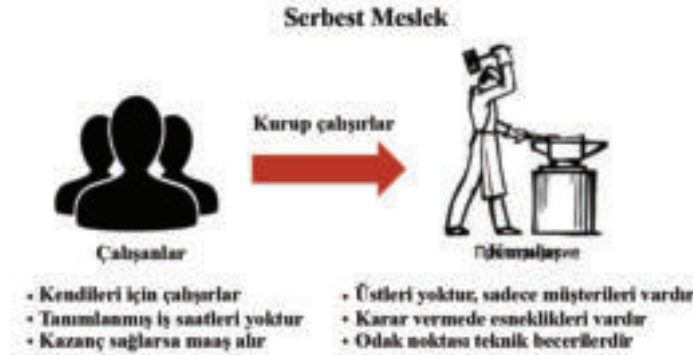 Serbest Meslek
Kurup çalışırlar
Çalışanlar
• Kendileri için çalışırlar
• Tanımlanmış iş saatleri yoktur
• Kazanç sağlarsa maaş alır
• Üstleri yoktur, sadece müşterileri vardır
• Karar vermede esneklikleri vardır
• Odak noktası teknik becerilerdir